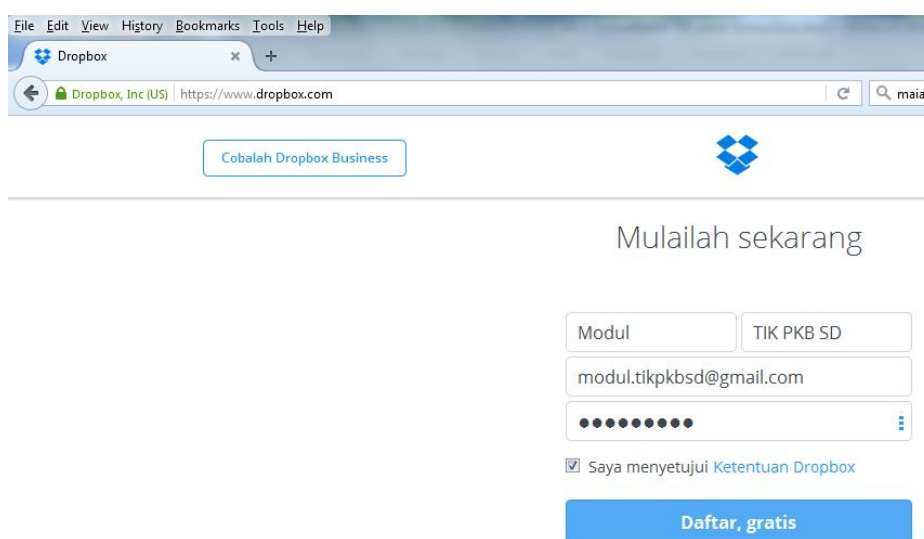 File Edit View History Bookmarks Tools Help
Dropbox
Dropbox, Inc (US) https://www.dropbox.com maia
Cobalah Dropbox Business
Mulailah sekarang
Modul TIK PKB SD
modul.tikpkbsd@gmail.com
Saya menyetujui Ketentuan Dropbox
Daftar, gratis